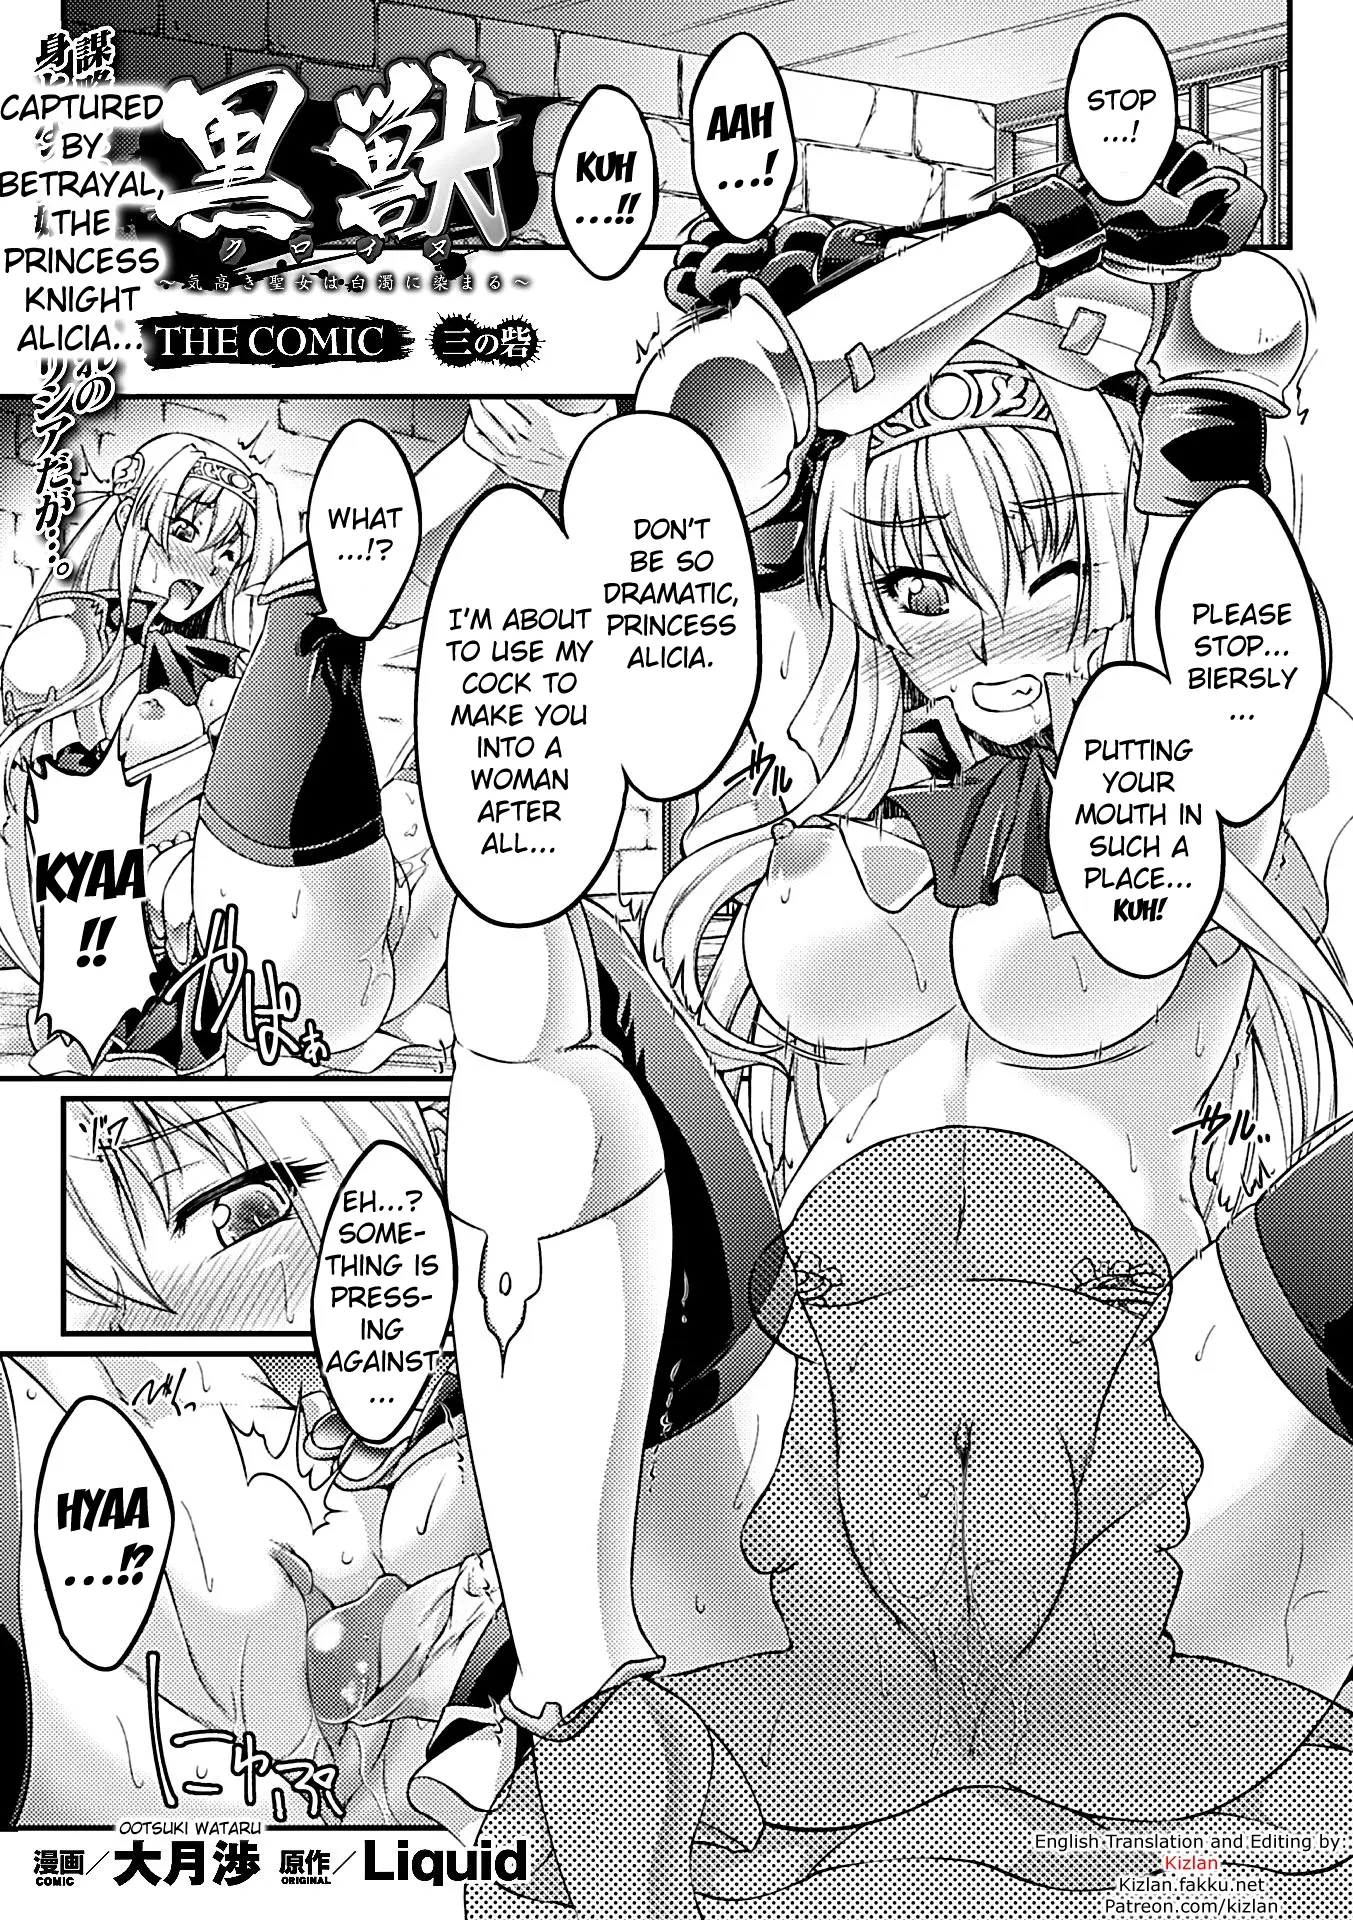 STOP
...!
AAH
...!
KUH
...!!
黒獣
クロイヌ
～気高き聖女は白濁に染まる～
THE COMIC
三の砦
CAPTURED
BY
BETRAYAL,
THE
PRINCESS
KNIGHT
ALICIA...
PLEASE
STOP...
BIERSLY
...
PUTTING
YOUR
MOUTH IN
SUCH A
PLACE...
KUH!
DON'T
BE SO
DRAMATIC,
PRINCESS
ALICIA.
I'M ABOUT
TO USE MY
COCK TO
MAKE YOU
INTO A
WOMAN
AFTER
ALL...
WHAT
...!?
KYAA
!!
EH...?
SOME-
THING IS
PRESS-
ING
AGAINST
...
HYAA
...!?
OOTSUKI WATARU
漫画／大月渉 原作／Liquid
COMIC ORIGINAL
English Translation and Editing by:
Kizlan
Kizlan.fakku.net
Patreon.com/kizlan